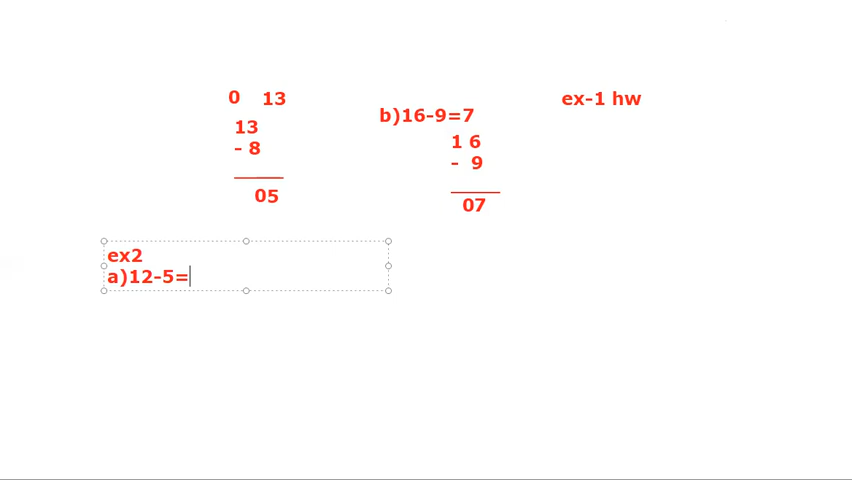 0 13
13
- 8
05
b)16-9=7
1 6
- 9
07
ex-1 hw
ex2
a)12-5=